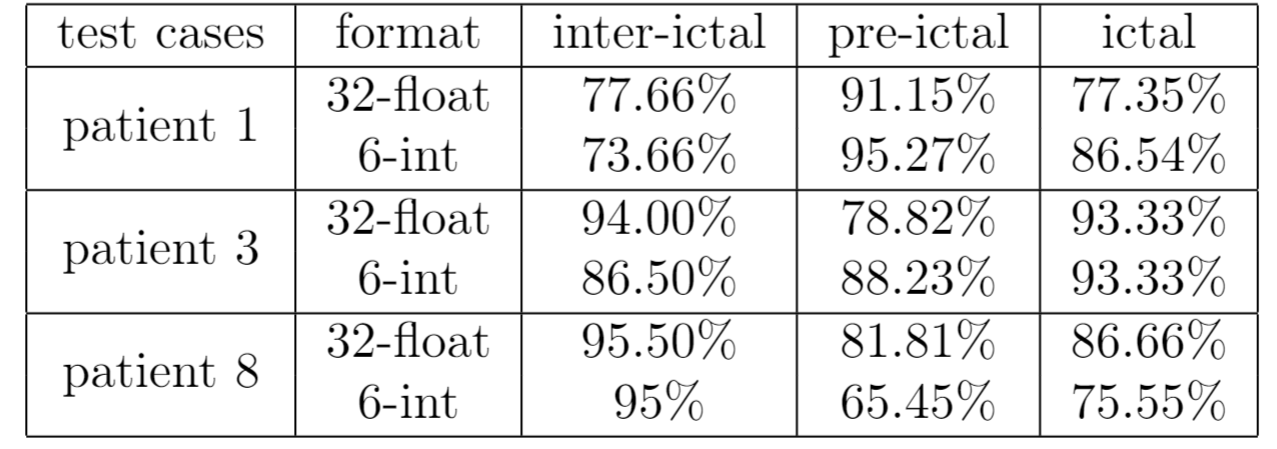 test cases format inter-ictal pre-ictal ictal
patient 1 32-float 77.66% 91.15% 77.35%
6-int 73.66% 95.27% 86.54%
patient 3 32-float 94.00% 78.82% 93.33%
6-int 86.50% 88.23% 93.33%
patient 8 32-float 95.50% 81.81% 86.66%
6-int 95% 65.45% 75.55%